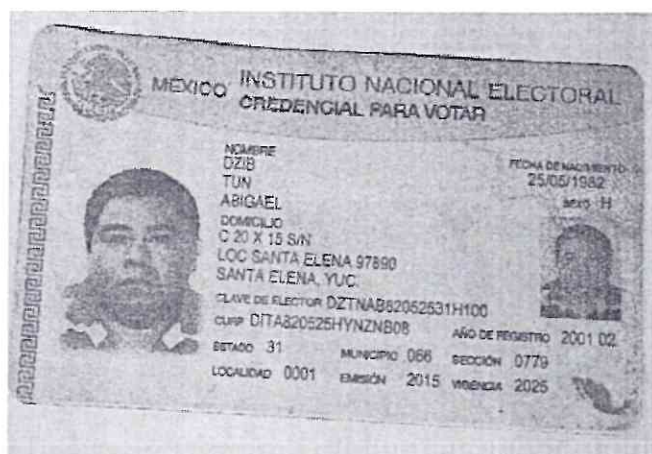 MÉXICO INSTITUTO NACIONAL ELECTORAL
CREDENCIAL PARA VOTAR
NOMBRE
DZIB
TUN
ABIGAEL
FECHA DE NACIMIENTO
25/05/1982
SEXO H
DOMICILIO
C 20 X 15 S/N
LOC SANTA ELENA 97890
SANTA ELENA, YUC.
CLAVE DE ELECTOR DZTNAB82052531H100
CURP DITA820525HYNZNB08 AÑO DE REGISTRO 2001 02
ESTADO 31 MUNICIPIO 066 SECCIÓN 0779
LOCALIDAD 0001 EMISIÓN 2015 VIGENCIA 2025